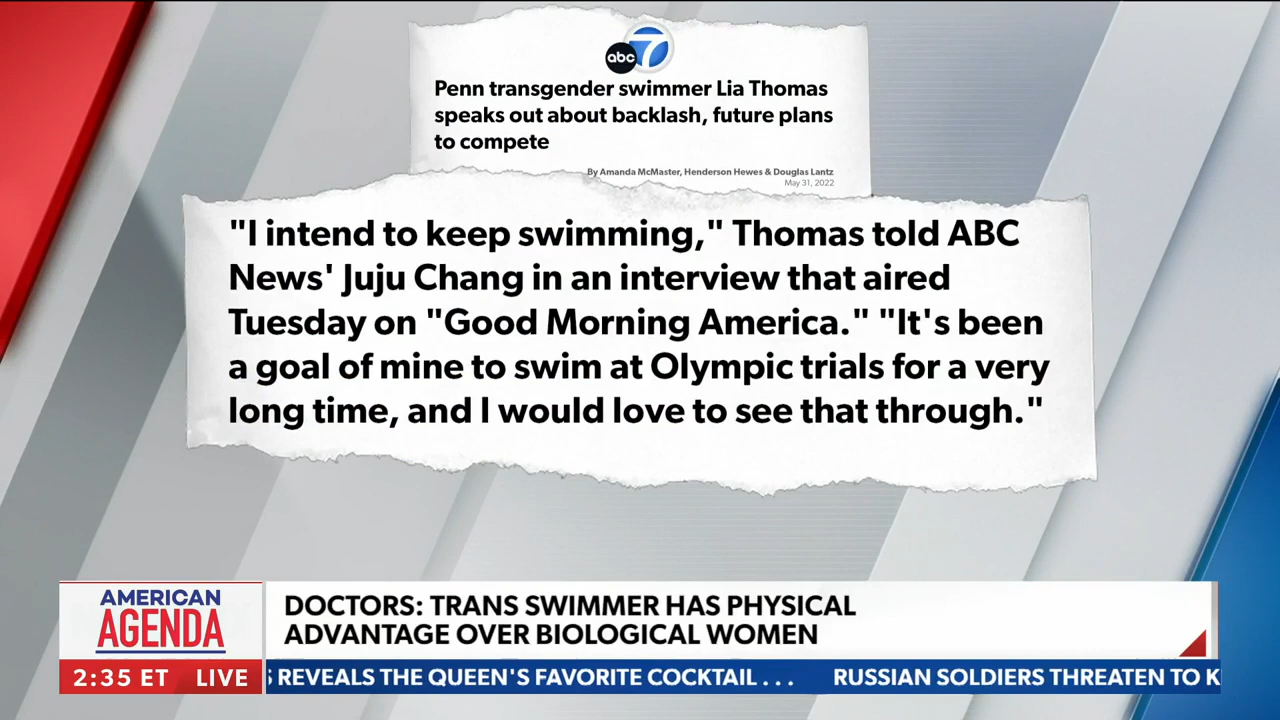 abc 7
Penn transgender swimmer Lia Thomas
speaks out about backlash, future plans
to compete
By Amanda McMaster, Henderson Hewes & Douglas Lantz
May 31, 2022
"I intend to keep swimming," Thomas told ABC
News' Juju Chang in an interview that aired
Tuesday on "Good Morning America." "It's been
a goal of mine to swim at Olympic trials for a very
long time, and I would love to see that through."
AMERICAN
AGENDA
DOCTORS: TRANS SWIMMER HAS PHYSICAL
ADVANTAGE OVER BIOLOGICAL WOMEN
2:35 ET LIVE
REVEALS THE QUEEN'S FAVORITE COCKTAIL . . . RUSSIAN SOLDIERS THREATEN TO K